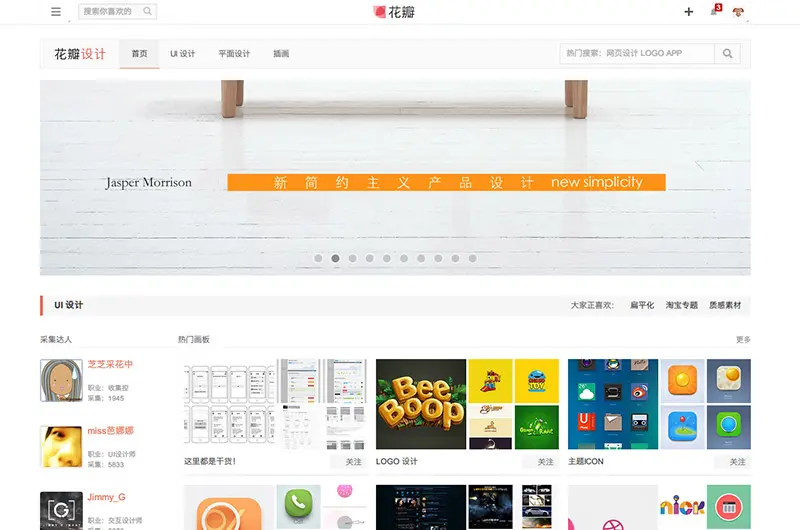 搜索你喜欢的
花瓣
3
花瓣设计
首页
UI 设计
平面设计
插画
热门搜索：网页设计 LOGO APP
Jasper Morrison
新简约主义产品设计 new simplicity
UI 设计
大家正喜欢：
扁平化
淘宝专题
质感素材
采集达人
热门画板
更多
芝芝采花中
职业：收集控
采集：1945
miss芭娜娜
职业：UI设计师
采集：5833
Jimmy_G
职业：交互设计师
Bee
Boop
这里都是干货！
关注
LOGO 设计
关注
主题ICON
关注
nick